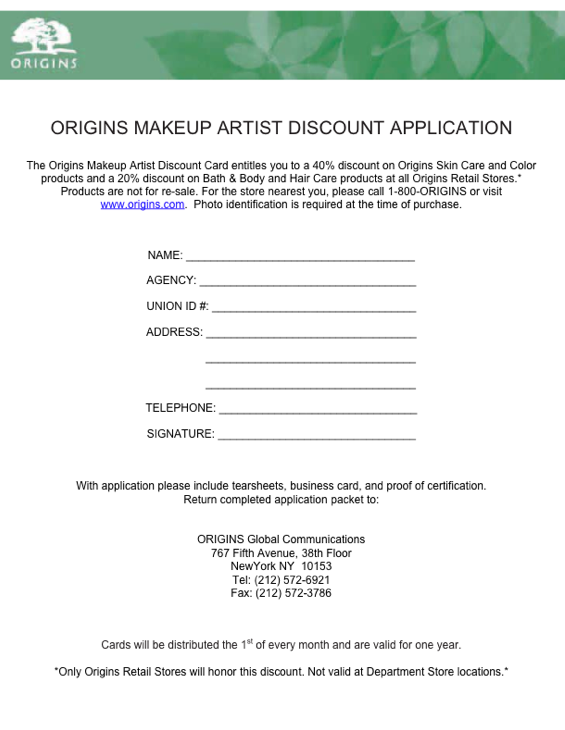 ORIGINS
ORIGINS MAKEUP ARTIST DISCOUNT APPLICATION
The Origins Makeup Artist Discount Card entitles you to a 40% discount on Origins Skin Care and Color
products and a 20% discount on Bath & Body and Hair Care products at all Origins Retail Stores.*
Products are not for re-sale. For the store nearest you, please call 1-800-ORIGINS or visit
www.origins.com. Photo identification is required at the time of purchase.
NAME: ____________________________________
AGENCY: __________________________________
UNION ID #: ________________________________
ADDRESS: _________________________________
_________________________________
_________________________________
TELEPHONE: _______________________________
SIGNATURE: _______________________________
With application please include tearsheets, business card, and proof of certification.
Return completed application packet to:
ORIGINS Global Communications
767 Fifth Avenue, 38th Floor
NewYork NY 10153
Tel: (212) 572-6921
Fax: (212) 572-3786
Cards will be distributed the 1st of every month and are valid for one year.
*Only Origins Retail Stores will honor this discount. Not valid at Department Store locations.*